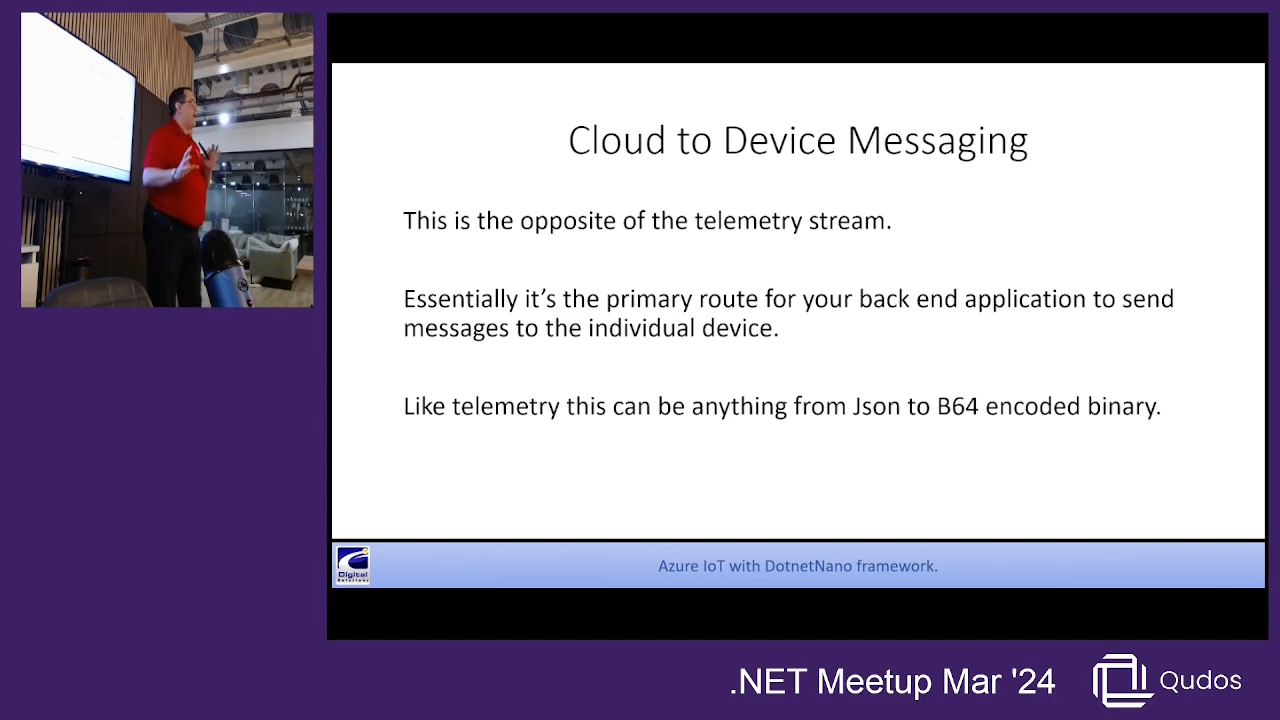 Cloud to Device Messaging
This is the opposite of the telemetry stream.
Essentially it’s the primary route for your back end application to send
messages to the individual device.
Like telemetry this can be anything from Json to B64 encoded binary.
Digital
Solutions
Azure IoT with DotnetNano framework.
.NET Meetup Mar '24
Qudos